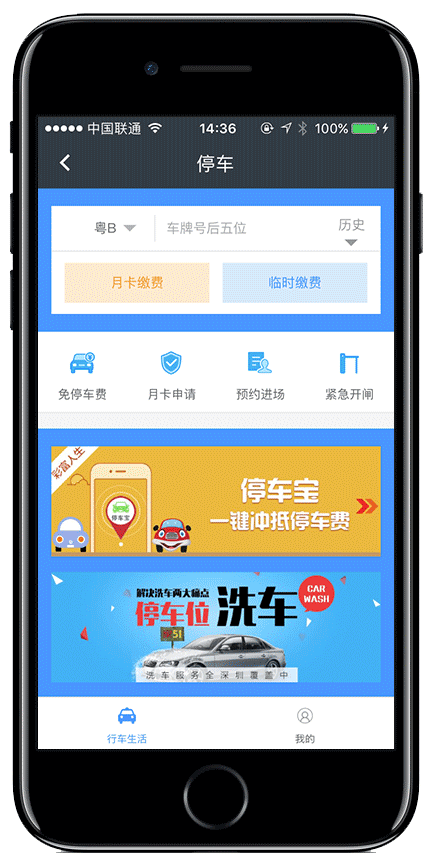 中国联通
14:36
100%
停车
粤B
车牌号后五位
历史
月卡缴费
临时缴费
免停车费
月卡申请
预约进场
紧急开闸
彩富人生
停车宝
停车宝
一键冲抵停车费
解决洗车两大痛点
停车位
洗车
CAR
WASH
51
洗车服务全深圳覆盖中
行车生活
我的